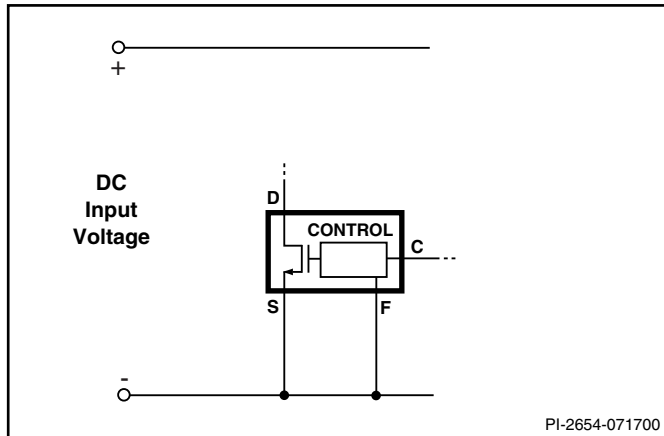 +
DC
Input
Voltage
D
CONTROL
C
S
F
-
PI-2654-071700